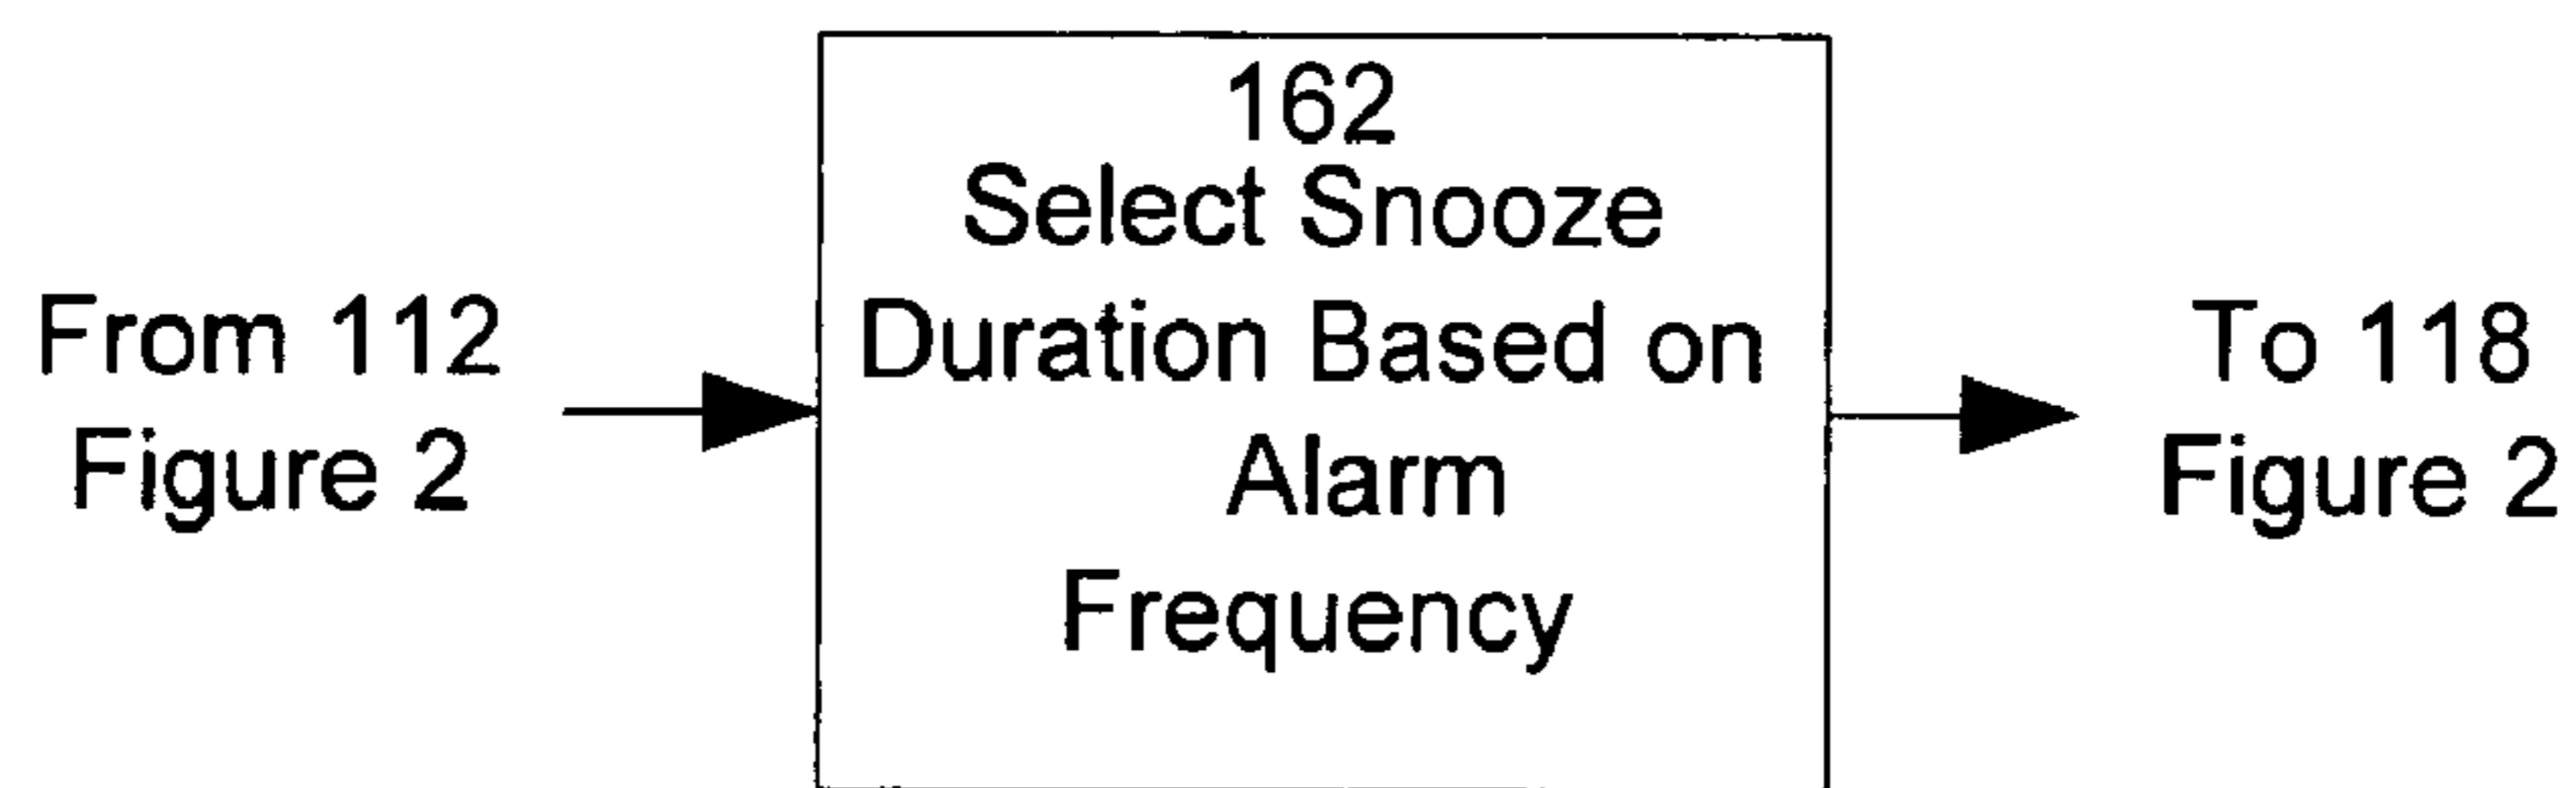 From 112
Figure 2
162
Select Snooze
Duration Based on
Alarm
Frequency
To 118
Figure 2